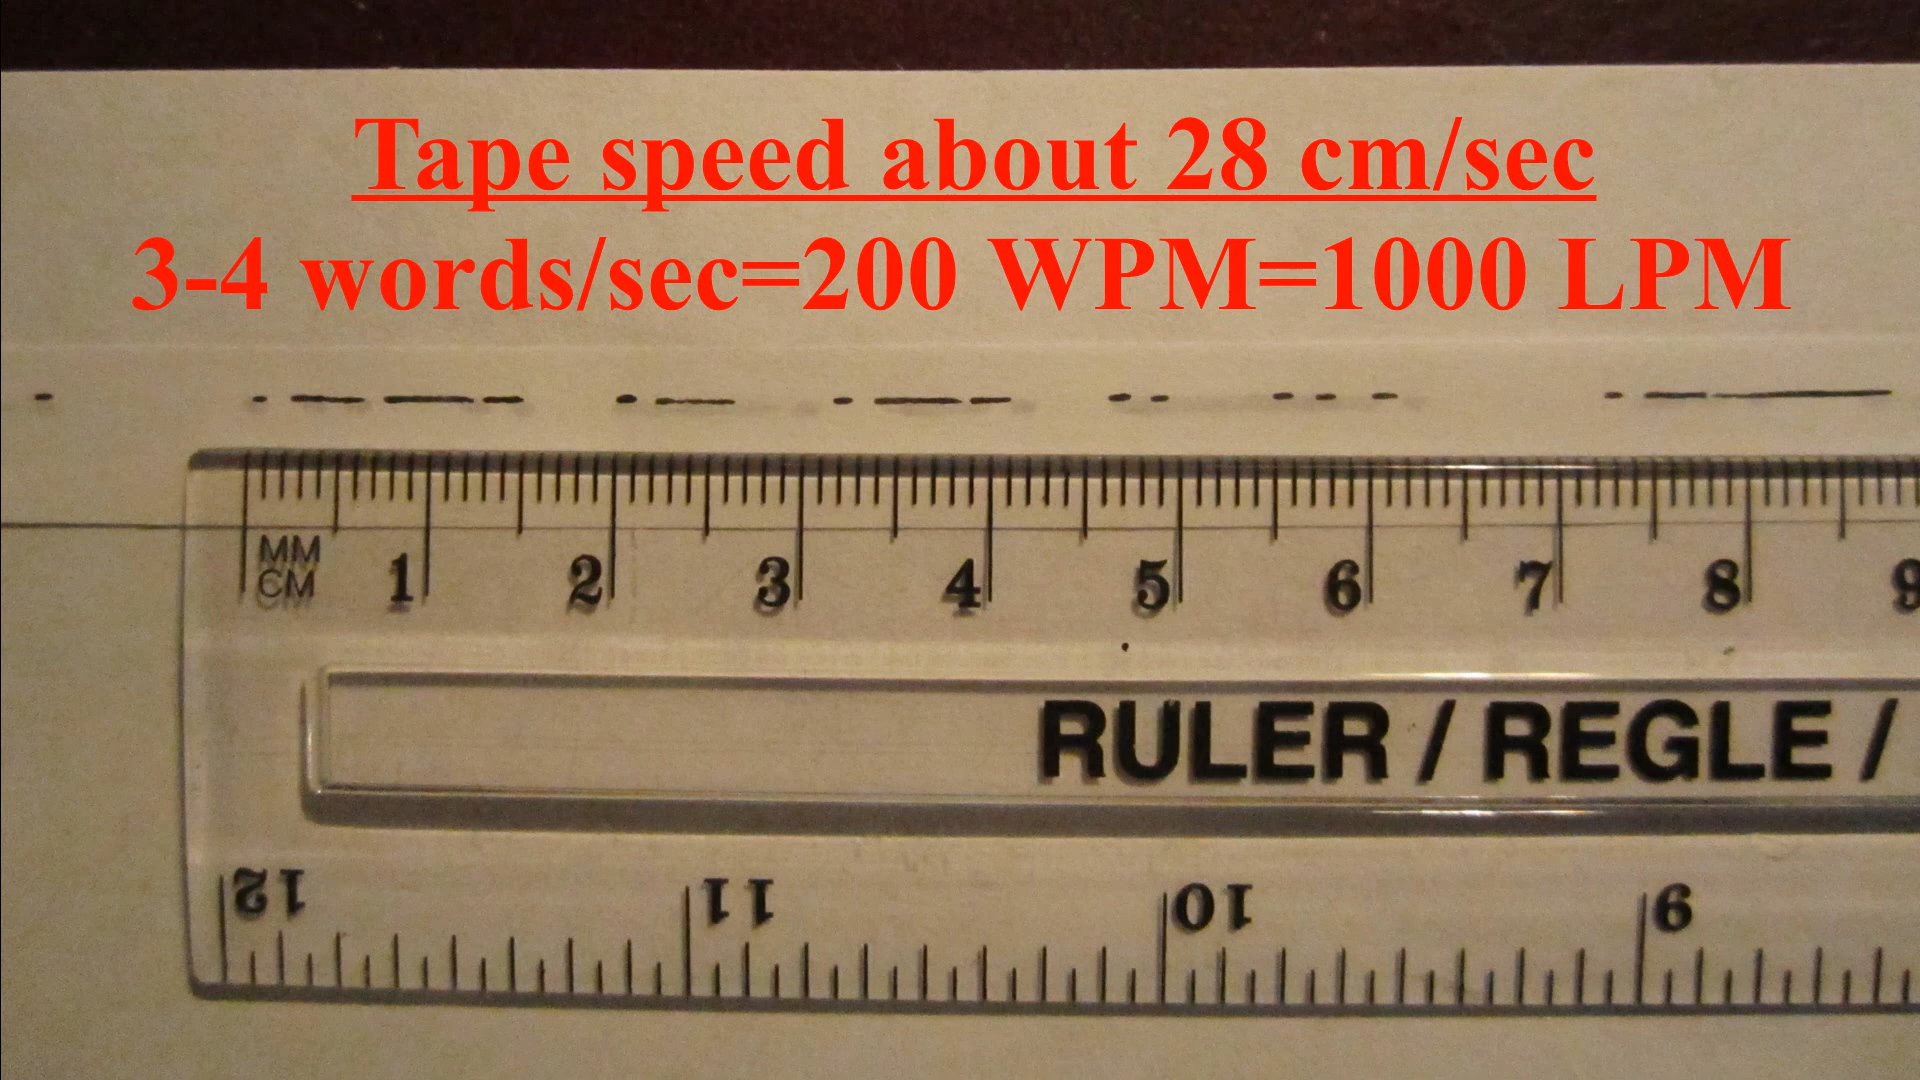 Tape speed about 28 cm/sec
3-4 words/sec=200 WPM=1000 LPM
MM
CM
1 2 3 4 5 6 7 8 9
RULER / REGLE /
12 11 10 9